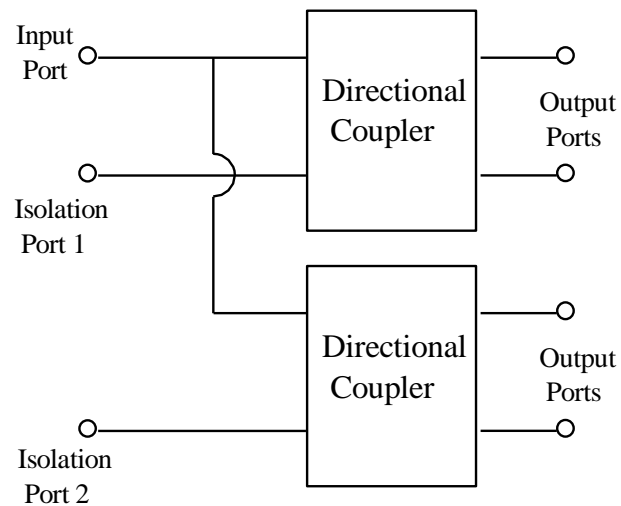 Input
Port
Directional
Coupler
Output
Ports
Isolation
Port 1
Directional
Coupler
Output
Ports
Isolation
Port 2